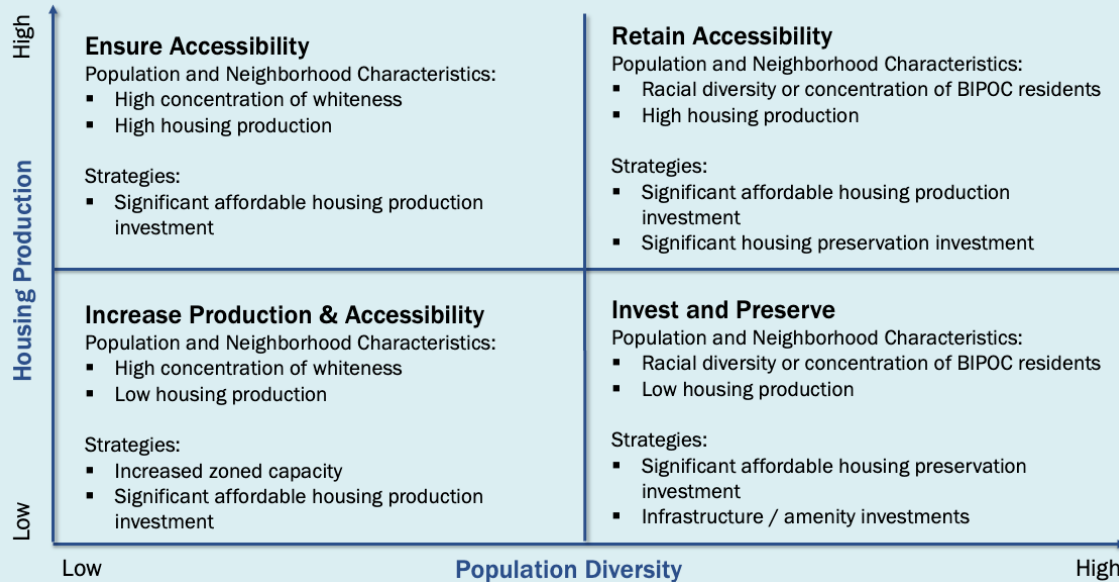 High
Housing Production
Low
Ensure Accessibility
Population and Neighborhood Characteristics:
▪ High concentration of whiteness
▪ High housing production
Strategies:
▪ Significant affordable housing production
investment
Retain Accessibility
Population and Neighborhood Characteristics:
▪ Racial diversity or concentration of BIPOC residents
▪ High housing production
Strategies:
▪ Significant affordable housing production
investment
▪ Significant housing preservation investment
Increase Production & Accessibility
Population and Neighborhood Characteristics:
▪ High concentration of whiteness
▪ Low housing production
Strategies:
▪ Increased zoned capacity
▪ Significant affordable housing production
investment
Invest and Preserve
Population and Neighborhood Characteristics:
▪ Racial diversity or concentration of BIPOC residents
▪ Low housing production
Strategies:
▪ Significant affordable housing preservation
investment
▪ Infrastructure / amenity investments
Low
Population Diversity
High